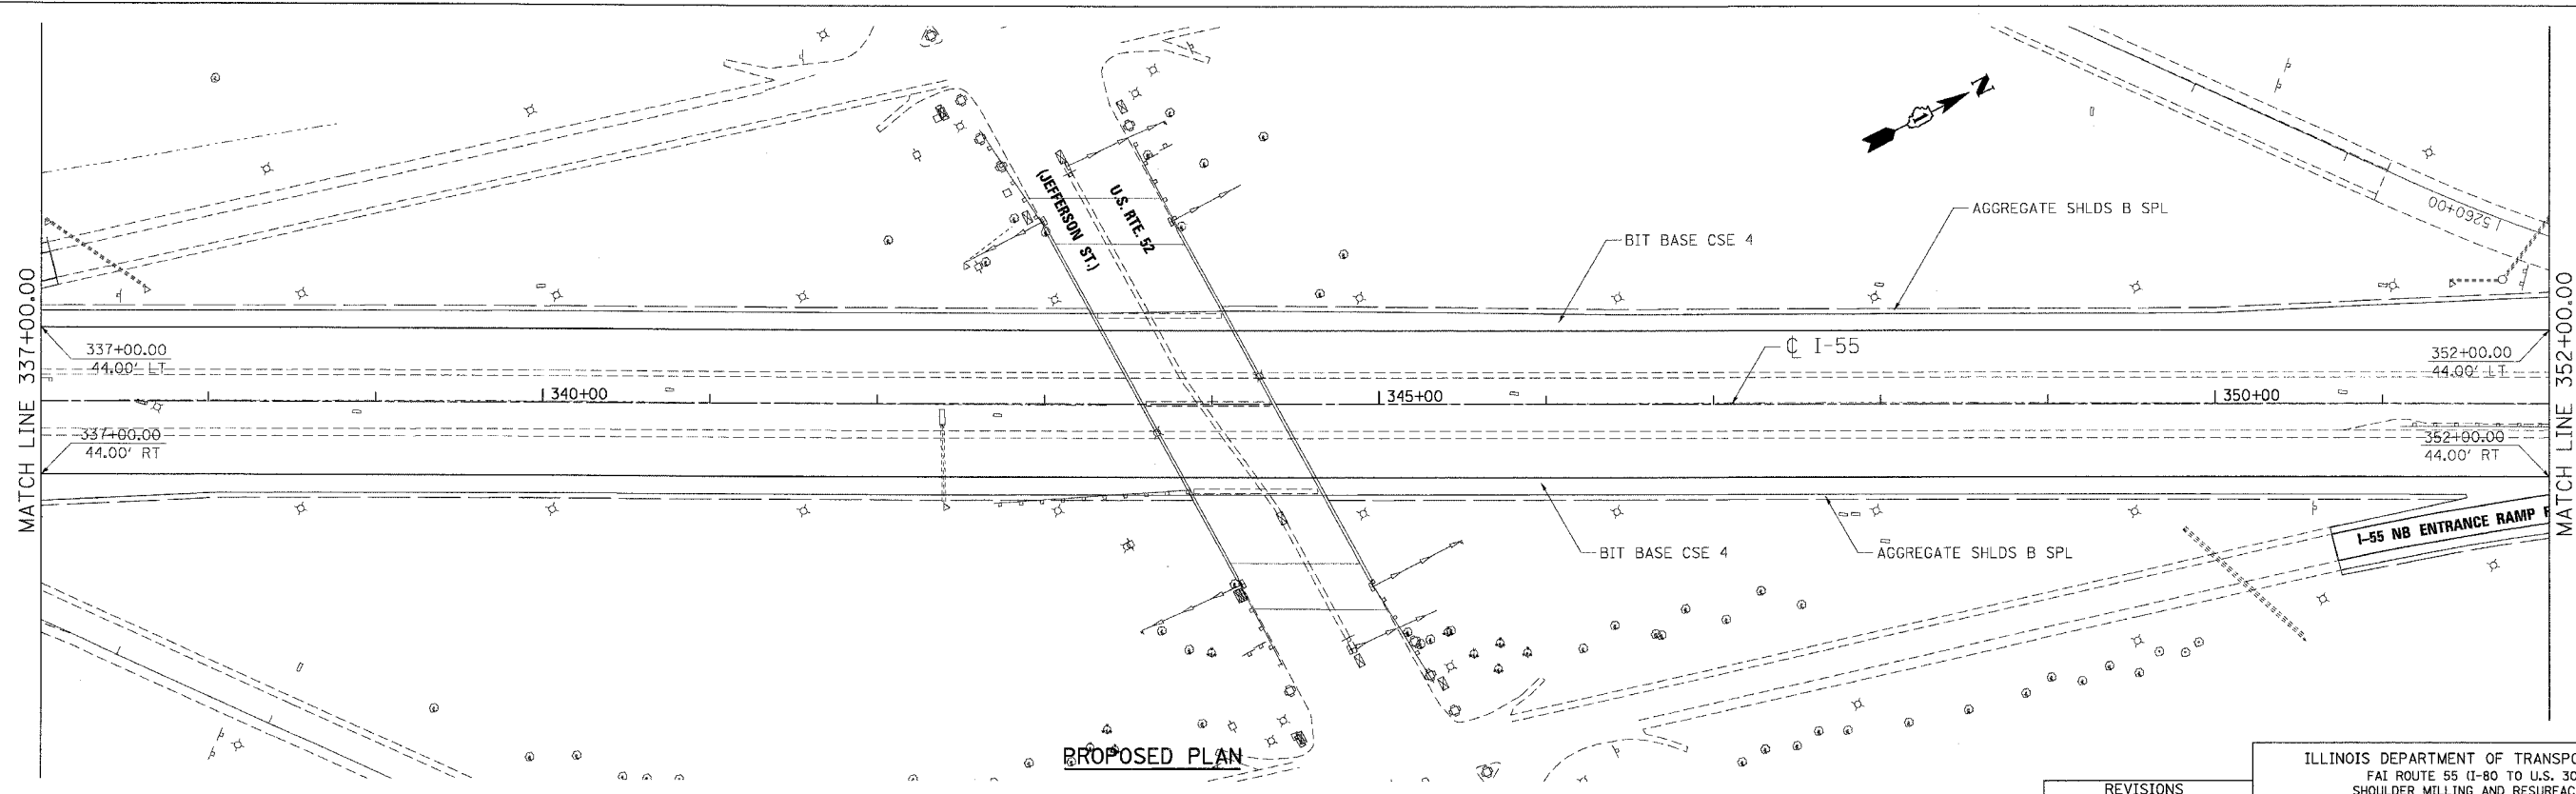 N
1
(JEFFERSON ST.)
U.S. RTE. 52
AGGREGATE SHLDS B SPL
5260+00
BIT BASE CSE 4
MATCH LINE 337+00.00
MATCH LINE 352+00.00
337+00.00
44.00' LT
₵ I-55
352+00.00
44.00' LT
340+00
345+00
350+00
337+00.00
44.00' RT
352+00.00
44.00' RT
I-55 NB ENTRANCE RAMP
BIT BASE CSE 4
AGGREGATE SHLDS B SPL
PROPOSED PLAN
ILLINOIS DEPARTMENT OF TRANSPO
FAI ROUTE 55 (I-80 TO U.S. 30
SHOULDER MILLING AND RESURFAC
REVISIONS